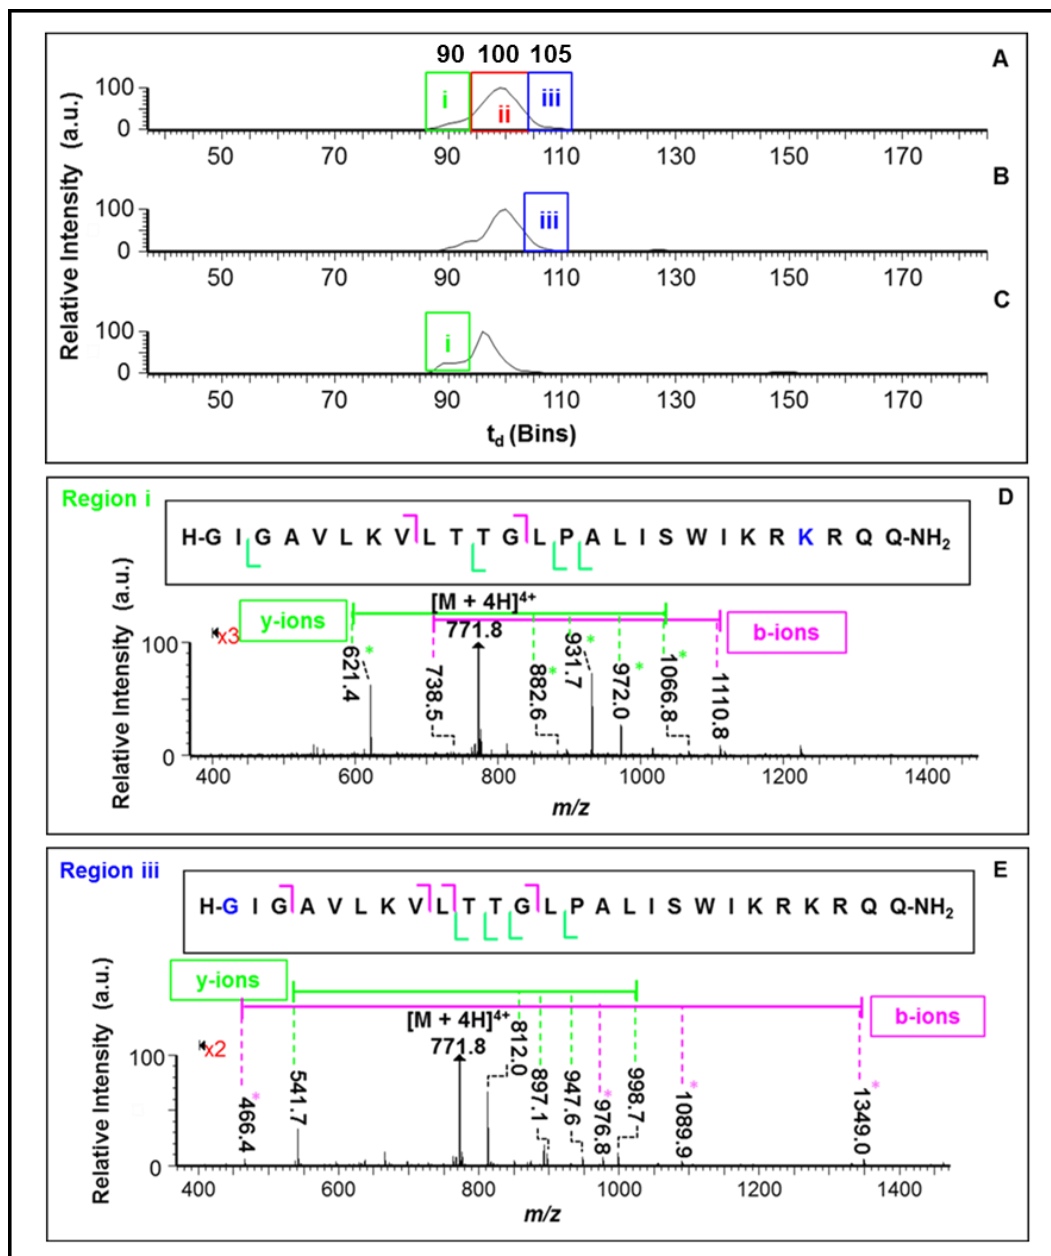 90 100 105
A
i ii iii
100
0
50 70 90 110 130 150 170
B
iii
100
0
50 70 90 110 130 150 170
C
i
100
0
50 70 90 110 130 150 170
t_d (Bins)
Relative Intensity (a.u.)
Region i
D
H-G I G A V L K V L T T G L P A L I S W I K R K R Q Q-NH₂
[M + 4H]⁴⁺
y-ions
771.8
b-ions
x3
100
0
621.4 *
738.5
882.6 *
931.7 *
972.0 *
1066.8 *
1110.8
400 600 800 1000 1200 1400
m/z
Relative Intensity (a.u.)
Region iii
E
H-G I G A V L K V L T T G L P A L I S W I K R K R Q Q-NH₂
y-ions
b-ions
[M + 4H]⁴⁺
771.8
x2
100
0
466.4 *
541.7
812.0
897.1
947.6
976.8 *
998.7
1089.9 *
1349.0 *
400 600 800 1000 1200 1400
m/z
Relative Intensity (a.u.)